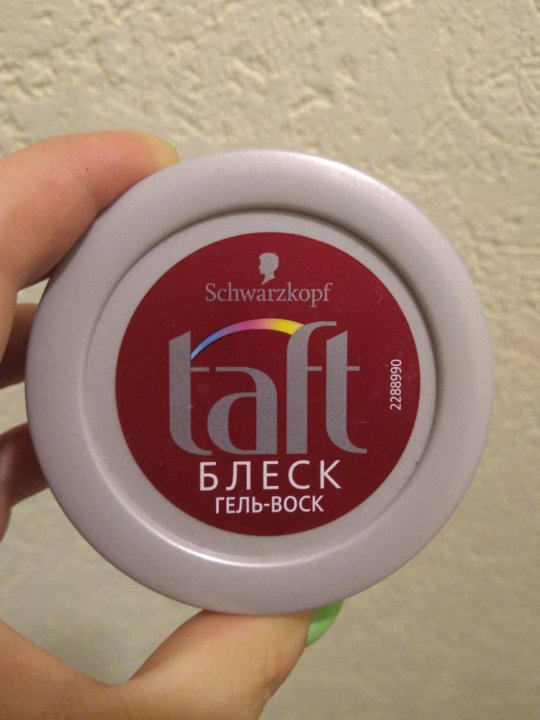 Schwarzkopf
taft
БЛЕСК
ГЕЛЬ-ВОСК
2288990